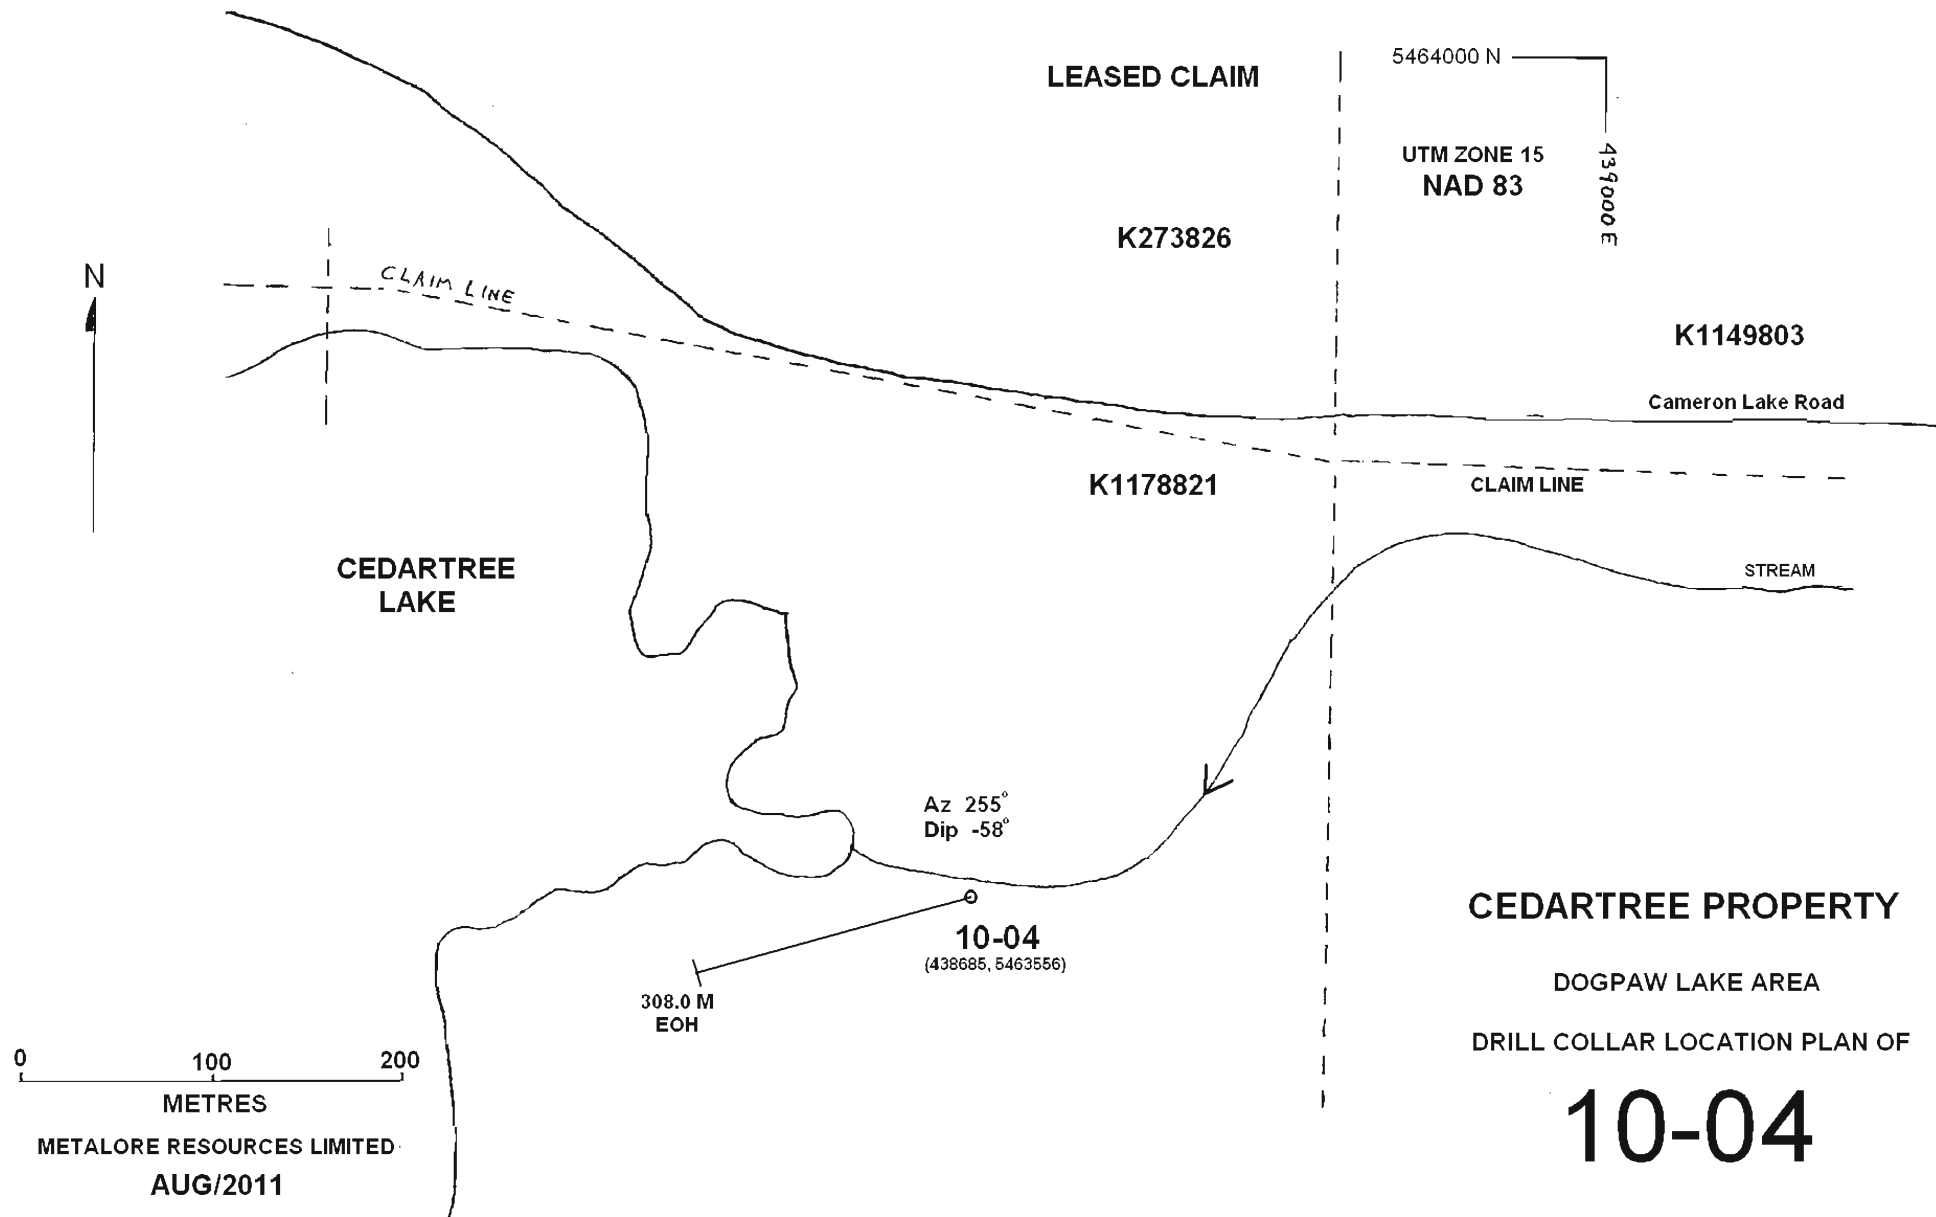 LEASED CLAIM
5464000 N
UTM ZONE 15
NAD 83
439000E
K273826
N
CLAIM LINE
K1149803
Cameron Lake Road
K1178821
CLAIM LINE
CEDARTREE
LAKE
STREAM
Az 255°
Dip -58°
10-04
(438685, 5463556)
308.0 M
EOH
CEDARTREE PROPERTY
DOGPAW LAKE AREA
DRILL COLLAR LOCATION PLAN OF
10-04
0 100 200
METRES
METALORE RESOURCES LIMITED
AUG/2011